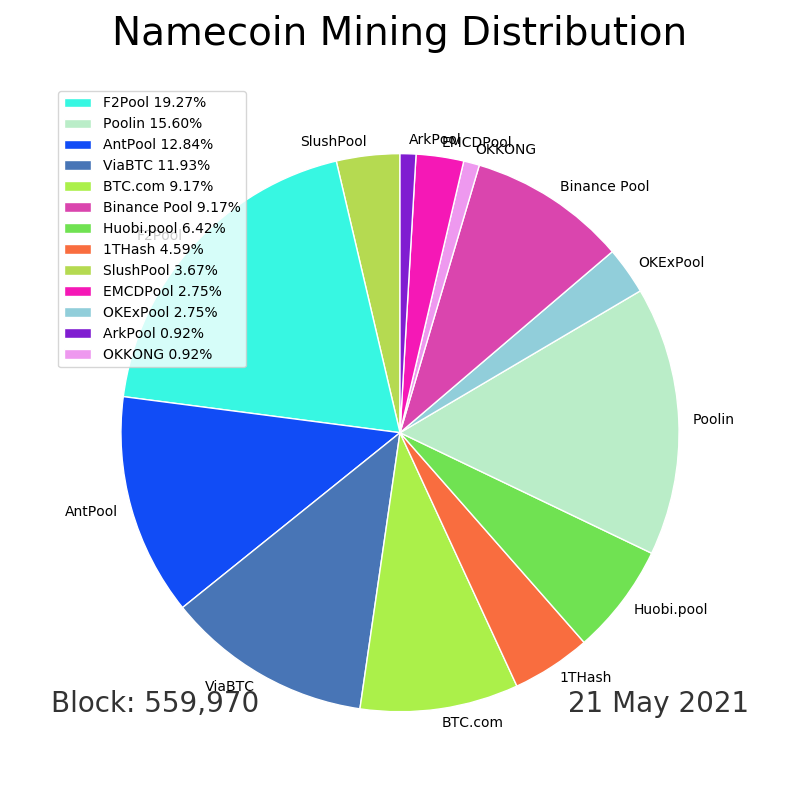 Namecoin Mining Distribution
F2Pool 19.27%
Poolin 15.60%
AntPool 12.84%
ViaBTC 11.93%
BTC.com 9.17%
Binance Pool 9.17%
Huobi.pool 6.42%
1THash 4.59%
SlushPool 3.67%
EMCDPool 2.75%
OKExPool 2.75%
ArkPool 0.92%
OKKONG 0.92%
SlushPool
ArkPool
EMCDPool
OKKONG
Binance Pool
F2Pool
OKExPool
Poolin
AntPool
Huobi.pool
1THash
ViaBTC
BTC.com
Block: 559,970
21 May 2021